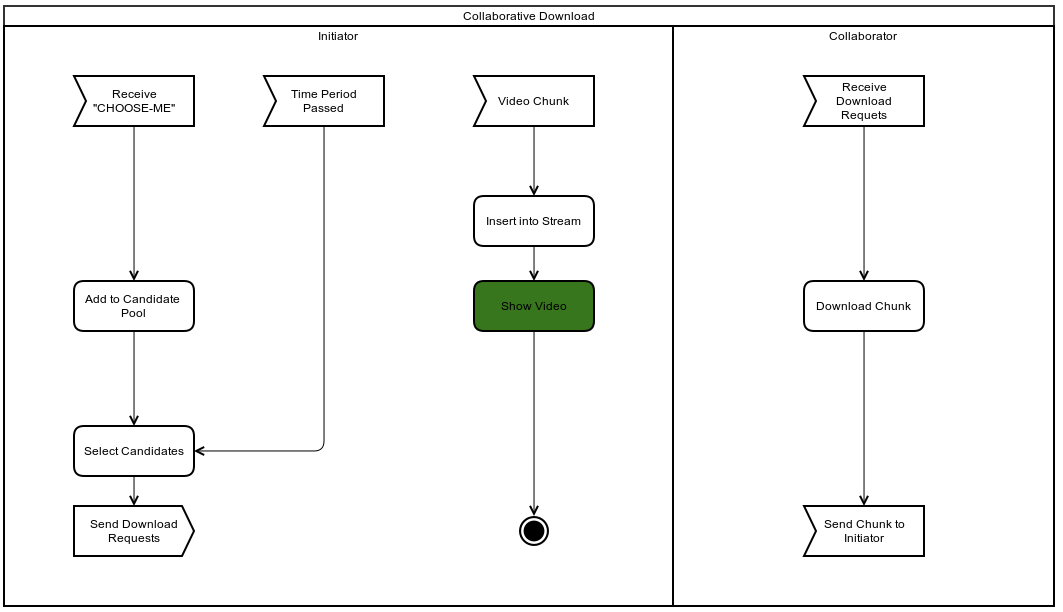 Collaborative Download
Initiator
Collaborator
Receive
"CHOOSE-ME"
Time Period
Passed
Video Chunk
Receive
Download
Requets
Insert into Stream
Add to Candidate
Pool
Show Video
Download Chunk
Select Candidates
Send Download
Requests
Send Chunk to
Initiator